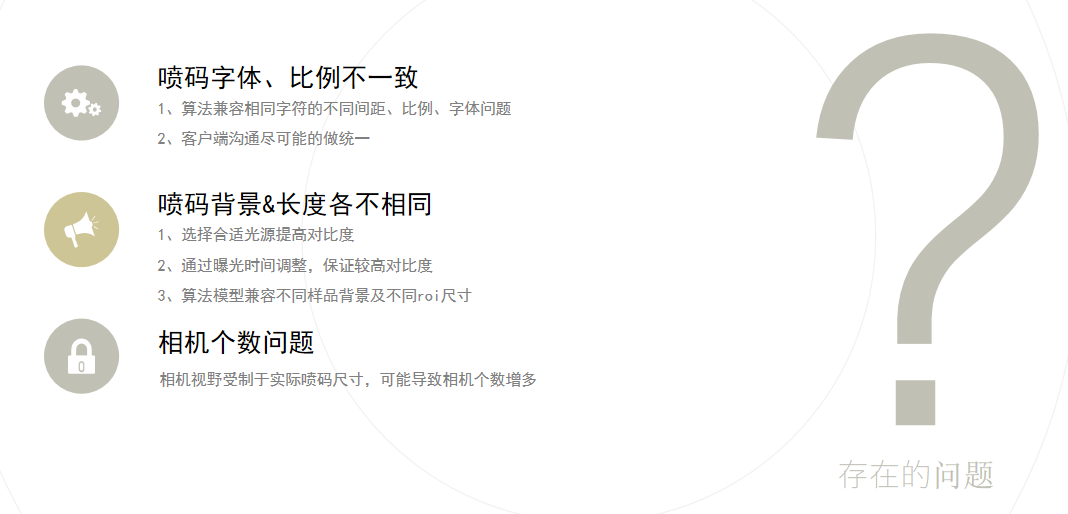 喷码字体、比例不一致
1、算法兼容相同字符的不同间距、比例、字体问题
2、客户端沟通尽可能的做统一
喷码背景&长度各不相同
1、选择合适光源提高对比度
2、通过曝光时间调整，保证较高对比度
3、算法模型兼容不同样品背景及不同roi尺寸
相机个数问题
相机视野受制于实际喷码尺寸，可能导致相机个数增多
?
存在的问题